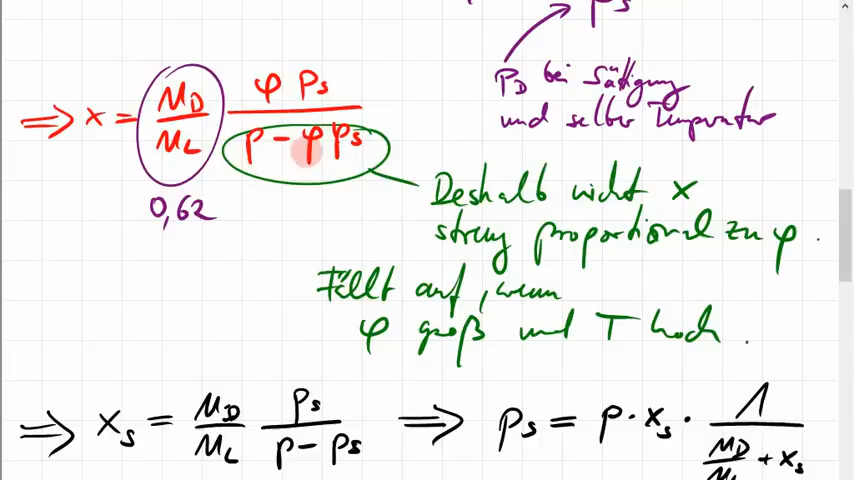 ps
p_D bei Sättigung
und selber Temperatur
=> x = M_D/M_L · φ p_s / (p - φ p_s)
0,62
Deshalb nicht x
streng proportional zu φ.
Fällt auf, wenn
φ groß und T hoch.
=> x_s = M_D/M_L · p_s / (p - p_s) => p_s = p · x_s · 1 / (M_D/M_L + x_s)